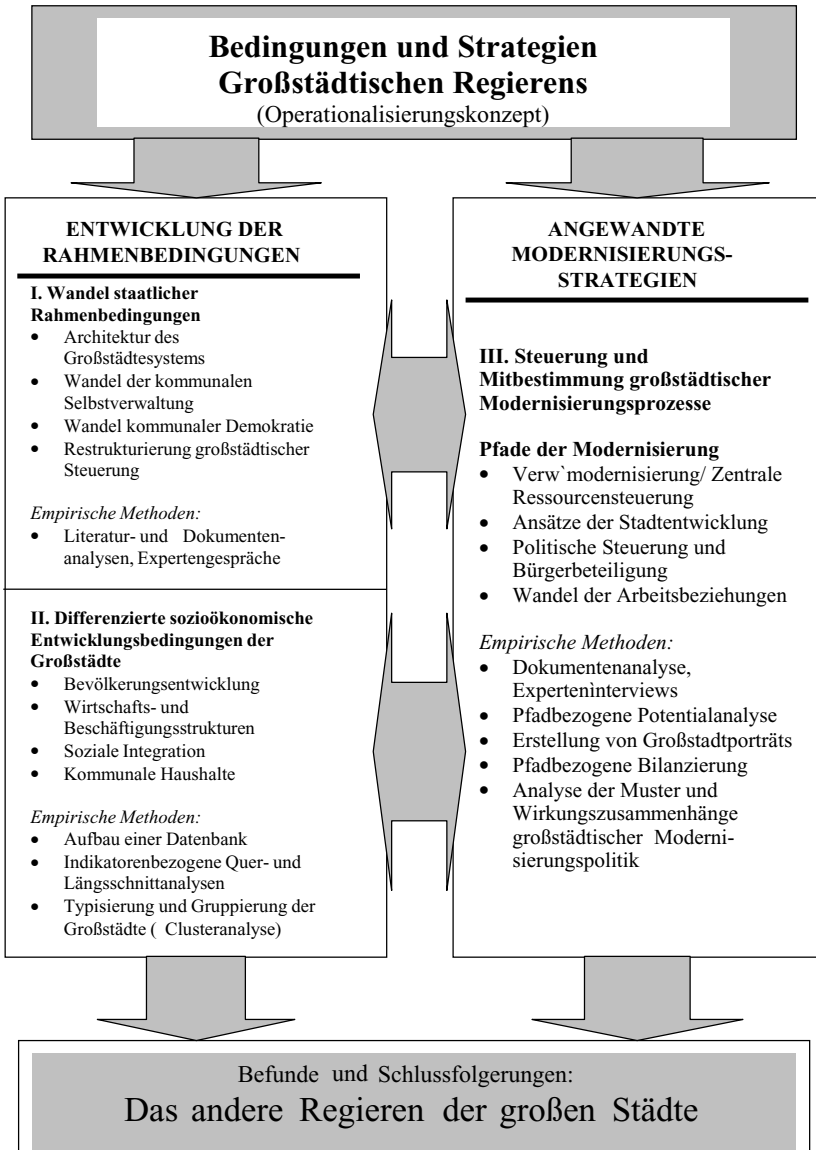 Bedingungen und Strategien
Großstädtischen Regierens
(Operationalisierungskonzept)
ENTWICKLUNG DER
RAHMENBEDINGUNGEN
I. Wandel staatlicher
Rahmenbedingungen
• Architektur des
Großstädtesystems
• Wandel der kommunalen
Selbstverwaltung
• Wandel kommunaler Demokratie
• Restrukturierung großstädtischer
Steuerung
Empirische Methoden:
• Literatur- und Dokumenten-
analysen, Expertengespräche
II. Differenzierte sozioökonomische
Entwicklungsbedingungen der
Großstädte
• Bevölkerungsentwicklung
• Wirtschafts- und
Beschäftigungsstrukturen
• Soziale Integration
• Kommunale Haushalte
Empirische Methoden:
• Aufbau einer Datenbank
• Indikatorenbezogene Quer- und
Längsschnittanalysen
• Typisierung und Gruppierung der
Großstädte ( Clusteranalyse)
ANGEWANDTE
MODERNISIERUNGS-
STRATEGIEN
III. Steuerung und
Mitbestimmung großstädtischer
Modernisierungsprozesse
Pfade der Modernisierung
• Verw`modernisierung/ Zentrale
Ressourcensteuerung
• Ansätze der Stadtentwicklung
• Politische Steuerung und
Bürgerbeteiligung
• Wandel der Arbeitsbeziehungen
Empirische Methoden:
• Dokumentenanalyse,
Expertenìnterviews
• Pfadbezogene Potentialanalyse
• Erstellung von Großstadtporträts
• Pfadbezogene Bilanzierung
• Analyse der Muster und
Wirkungszusammenhänge
großstädtischer Moderni-
sierungspolitik
Befunde und Schlussfolgerungen:
Das andere Regieren der großen Städte